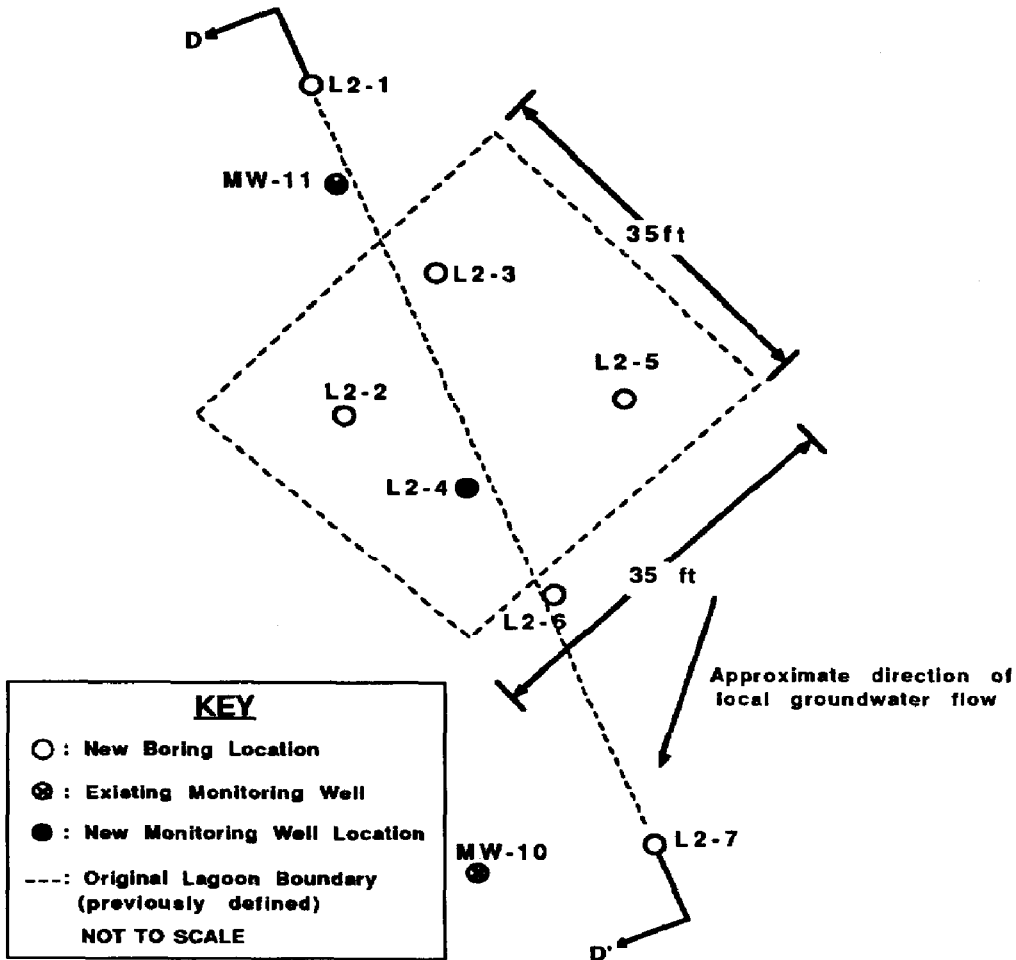 D
L2-1
MW-11
35ft
L2-3
L2-5
L2-2
L2-4
35 ft
L2-6
Approximate direction of
local groundwater flow
KEY
: New Boring Location
: Existing Monitoring Well
: New Monitoring Well Location
---: Original Lagoon Boundary
(previously defined)
NOT TO SCALE
L2-7
MW-10
D'